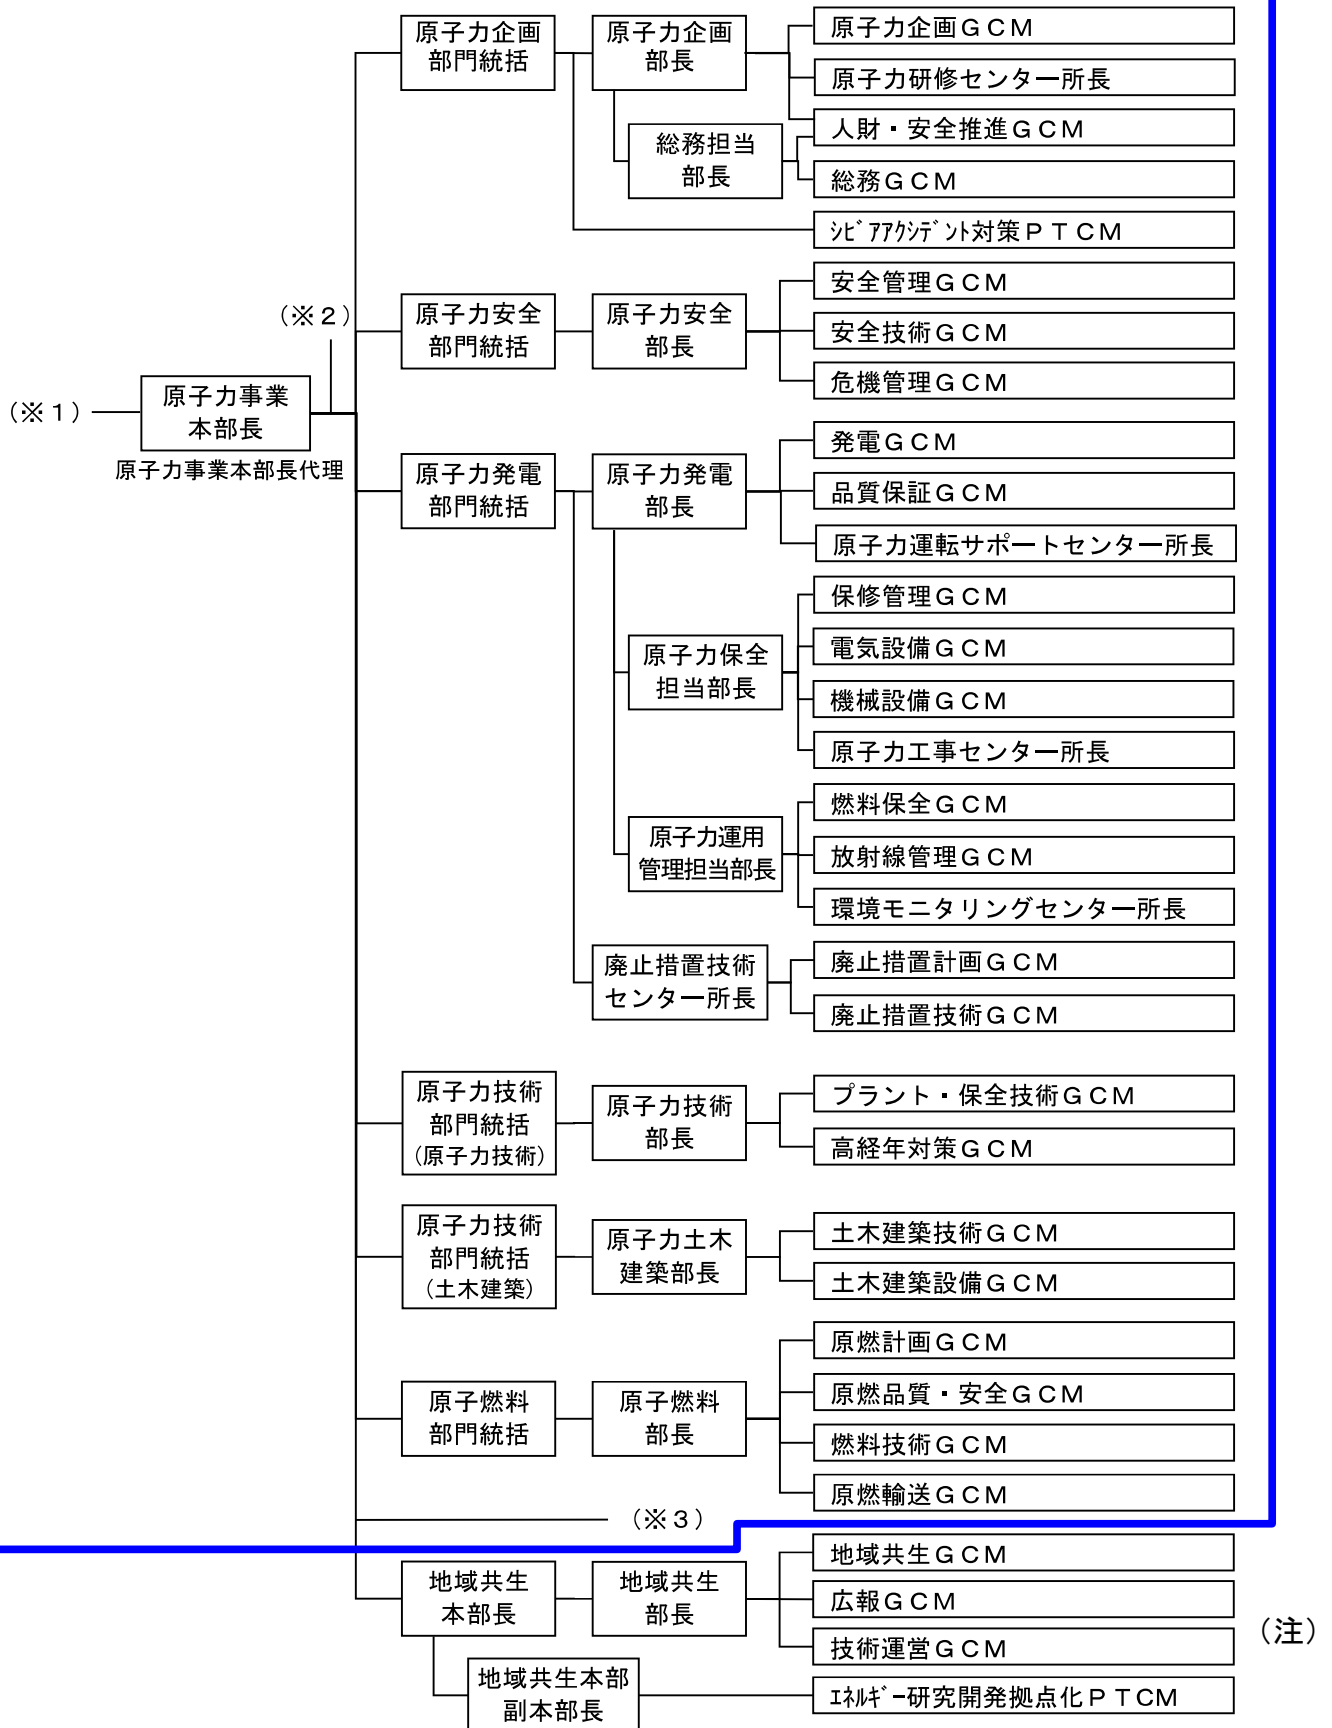 原子力企画
部門統括
原子力企画
部長
原子力企画ＧＣＭ
原子力研修センター所長
人財・安全推進ＧＣＭ
総務担当
部長
総務ＧＣＭ
ｼﾋﾞｱｱｸｼﾃﾞﾝﾄ対策ＰＴＣＭ
（※２）
原子力安全
部門統括
原子力安全
部長
安全管理ＧＣＭ
安全技術ＧＣＭ
危機管理ＧＣＭ
（※１）
原子力事業
本部長
原子力事業本部長代理
原子力発電
部門統括
原子力発電
部長
発電ＧＣＭ
品質保証ＧＣＭ
原子力運転サポートセンター所長
原子力保全
担当部長
保修管理ＧＣＭ
電気設備ＧＣＭ
機械設備ＧＣＭ
原子力工事センター所長
原子力運用
管理担当部長
燃料保全ＧＣＭ
放射線管理ＧＣＭ
環境モニタリングセンター所長
廃止措置技術
センター所長
廃止措置計画ＧＣＭ
廃止措置技術ＧＣＭ
原子力技術
部門統括
（原子力技術）
原子力技術
部長
プラント・保全技術ＧＣＭ
高経年対策ＧＣＭ
原子力技術
部門統括
（土木建築）
原子力土木
建築部長
土木建築技術ＧＣＭ
土木建築設備ＧＣＭ
原子燃料
部門統括
原子燃料
部長
原燃計画ＧＣＭ
原燃品質・安全ＧＣＭ
燃料技術ＧＣＭ
原燃輸送ＧＣＭ
（※３）
地域共生
本部長
地域共生
部長
地域共生ＧＣＭ
広報ＧＣＭ
技術運営ＧＣＭ
（注）
地域共生本部
副本部長
ｴﾈﾙｷﾞｰ研究開発拠点化ＰＴＣＭ